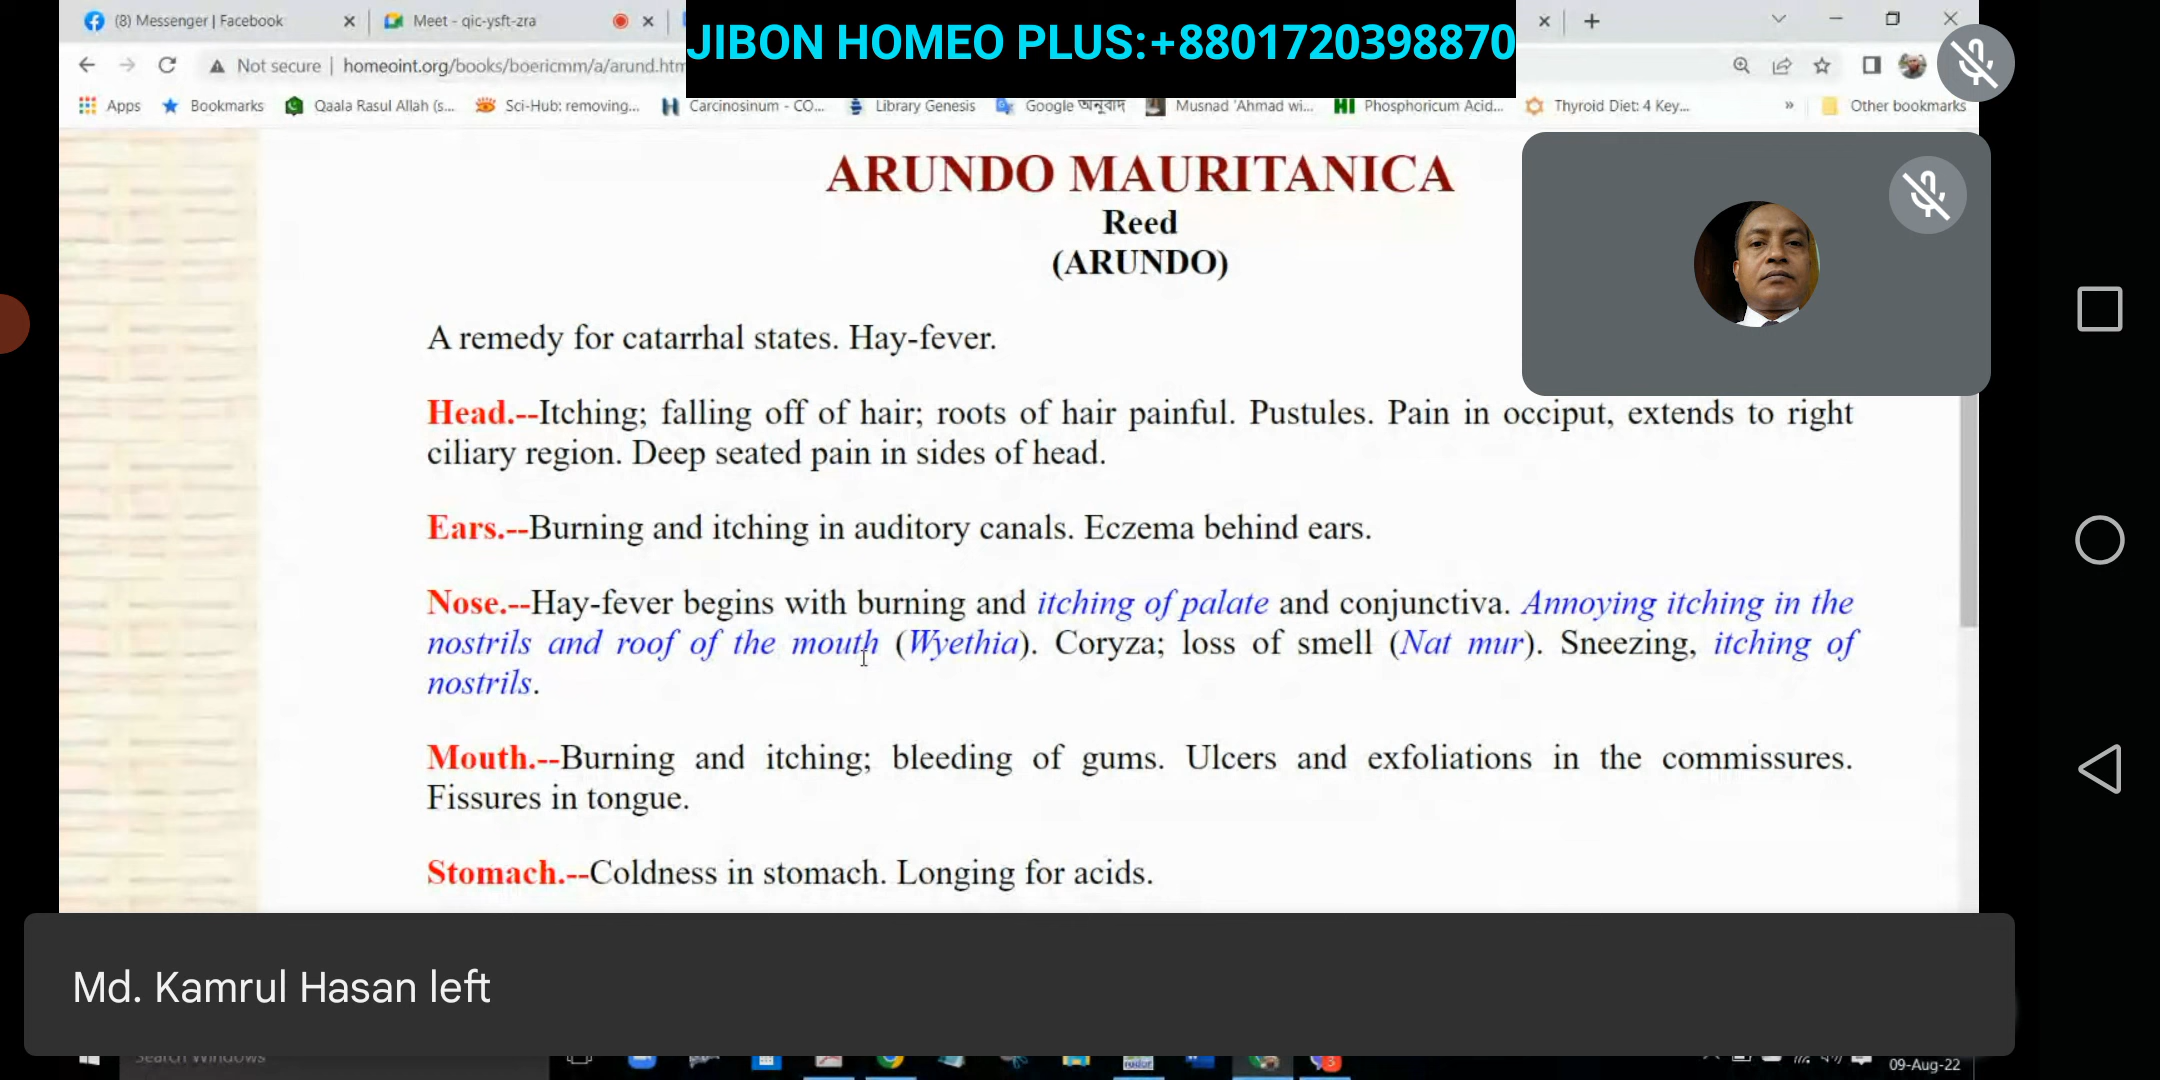 (8) Messenger | Facebook
Meet - qic-ysft-zra
JIBON HOMEO PLUS:+8801720398870
Not secure | homeoint.org/books/boericmm/a/arund.htm
Apps
Bookmarks
Qaala Rasul Allah (s...
Sci-Hub: removing...
Carcinosinum - CO...
Library Genesis
Google অনুবাদ
Musnad 'Ahmad wi...
Phosphoricum Acid...
Thyroid Diet: 4 Key...
»
Other bookmarks
ARUNDO MAURITANICA
Reed
(ARUNDO)
A remedy for catarrhal states. Hay-fever.
Head.--Itching; falling off of hair; roots of hair painful. Pustules. Pain in occiput, extends to right
ciliary region. Deep seated pain in sides of head.
Ears.--Burning and itching in auditory canals. Eczema behind ears.
Nose.--Hay-fever begins with burning and itching of palate and conjunctiva. Annoying itching in the
nostrils and roof of the mouth (Wyethia). Coryza; loss of smell (Nat mur). Sneezing, itching of
nostrils.
Mouth.--Burning and itching; bleeding of gums. Ulcers and exfoliations in the commissures.
Fissures in tongue.
Stomach.--Coldness in stomach. Longing for acids.
Md. Kamrul Hasan left
Search Windows
09-Aug-22